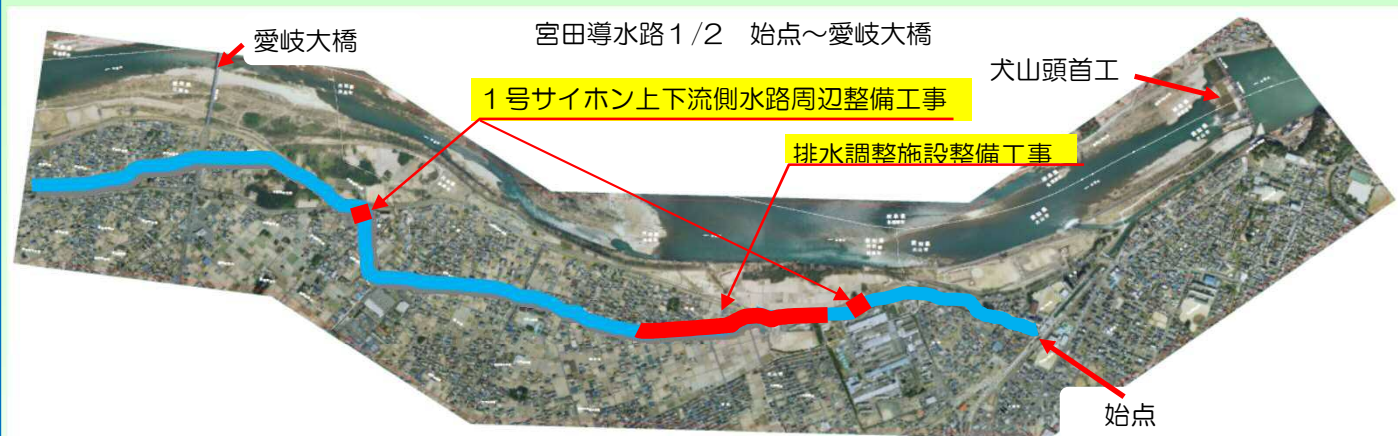 宮田導水路1/2　始点～愛岐大橋
愛岐大橋
犬山頭首工
１号サイホン上下流側水路周辺整備工事
排水調整施設整備工事
始点